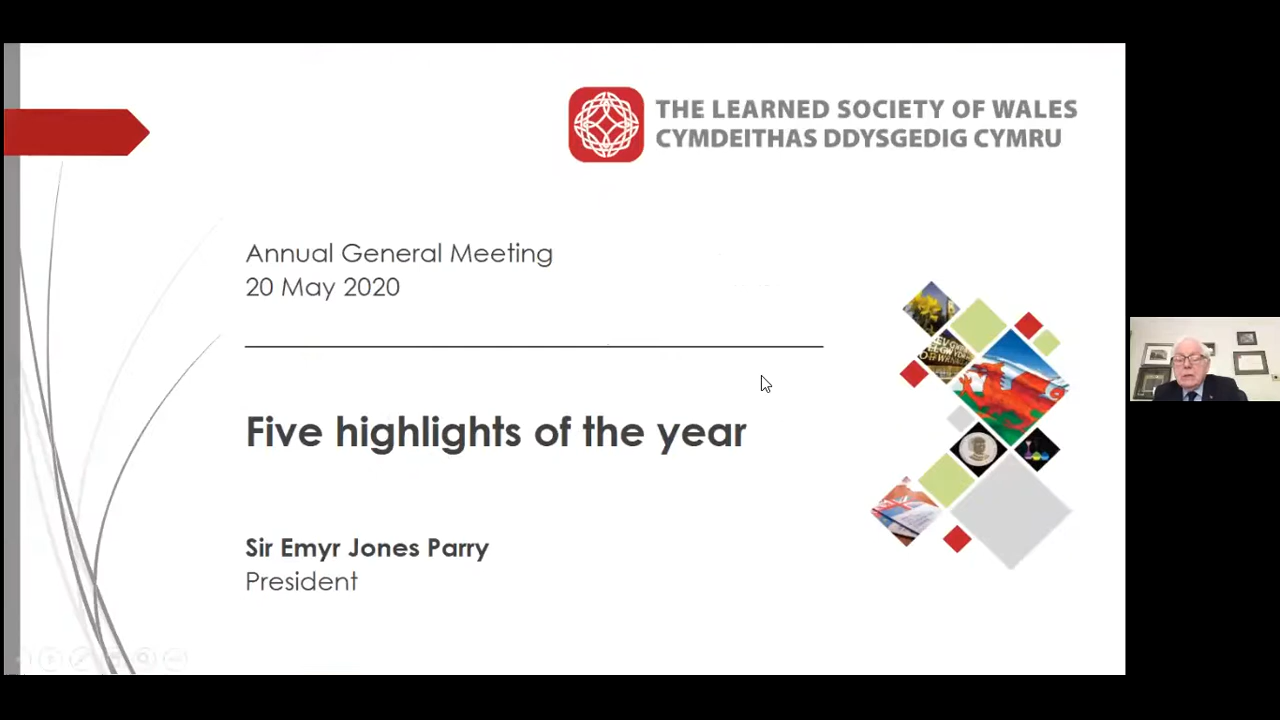 THE LEARNED SOCIETY OF WALES
CYMDEITHAS DDYSGEDIG CYMRU
Annual General Meeting
20 May 2020
Five highlights of the year
Sir Emyr Jones Parry
President